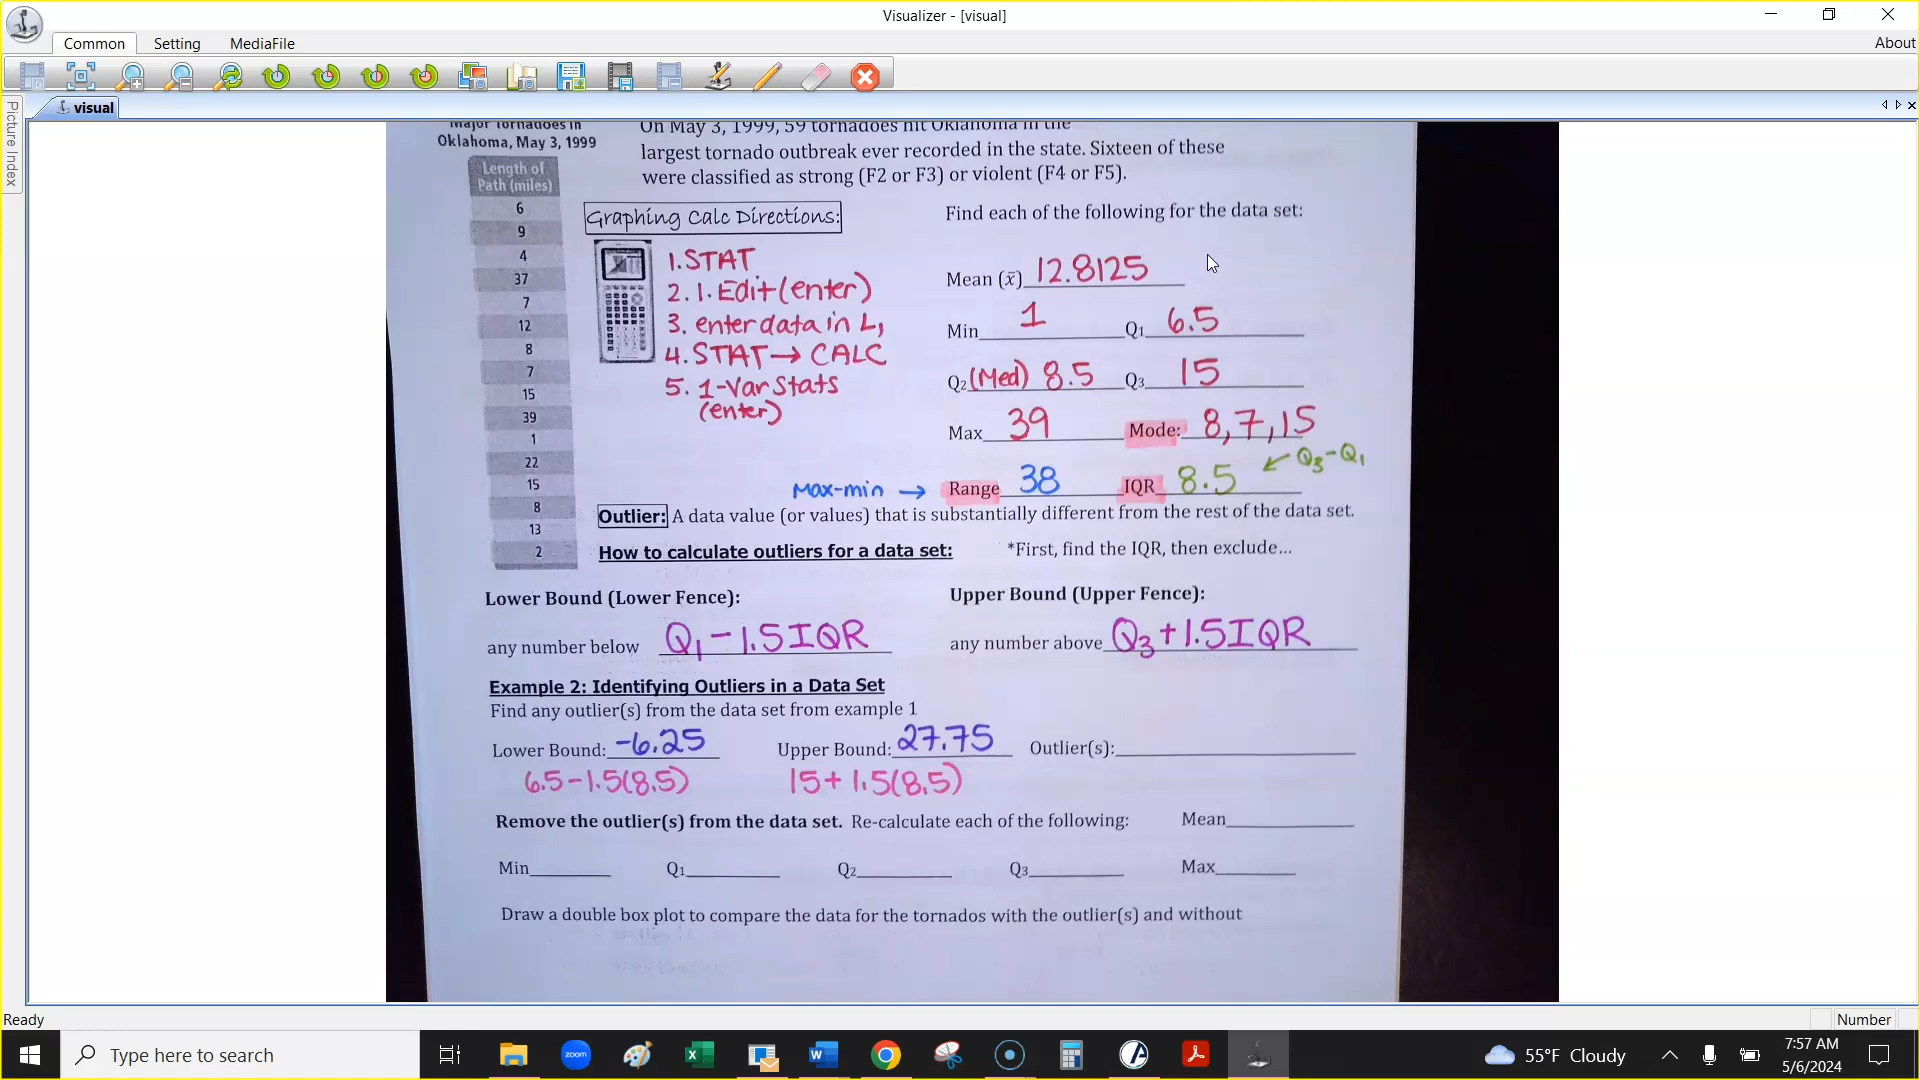 Visualizer - [visual]
Common Setting MediaFile About
visual
Picture Index
Major Tornadoes in
Oklahoma, May 3, 1999
Length of
Path (miles)
6
9
4
37
7
12
8
7
15
39
1
22
15
8
13
2
On May 3, 1999, 59 tornadoes hit Oklahoma in the
largest tornado outbreak ever recorded in the state. Sixteen of these
were classified as strong (F2 or F3) or violent (F4 or F5).
Graphing Calc Directions:
1. STAT
2. 1. Edit (enter)
3. enter data in L1
4. STAT → CALC
5. 1-Var Stats
(enter)
Find each of the following for the data set:
Mean (x̄) 12.8125
Min 1 Q1 6.5
Q2 (Med) 8.5 Q3 15
Max 39 Mode: 8, 7, 15
Max-min → Range 38 IQR 8.5 ← Q3-Q1
Outlier: A data value (or values) that is substantially different from the rest of the data set.
How to calculate outliers for a data set: *First, find the IQR, then exclude...
Lower Bound (Lower Fence): Upper Bound (Upper Fence):
any number below Q1 - 1.5IQR any number above Q3 + 1.5IQR
Example 2: Identifying Outliers in a Data Set
Find any outlier(s) from the data set from example 1
Lower Bound: -6.25 Upper Bound: 27.75 Outlier(s):
6.5-1.5(8.5) 15+ 1.5(8.5)
Remove the outlier(s) from the data set. Re-calculate each of the following: Mean
Min Q1 Q2 Q3 Max
Draw a double box plot to compare the data for the tornados with the outlier(s) and without
Ready Number
Type here to search zoom 55°F Cloudy 7:57 AM
5/6/2024